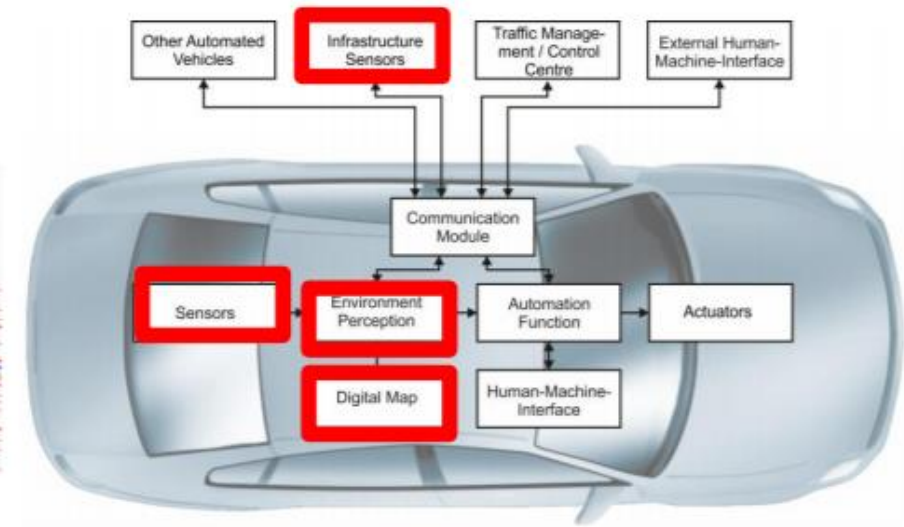 Other Automated
Vehicles
Infrastructure
Sensors
Traffic Manage-
ment / Control
Centre
External Human-
Machine-Interface
Communication
Module
Sensors
Environment
Perception
Automation
Function
Actuators
Digital Map
Human-Machine-
Interface